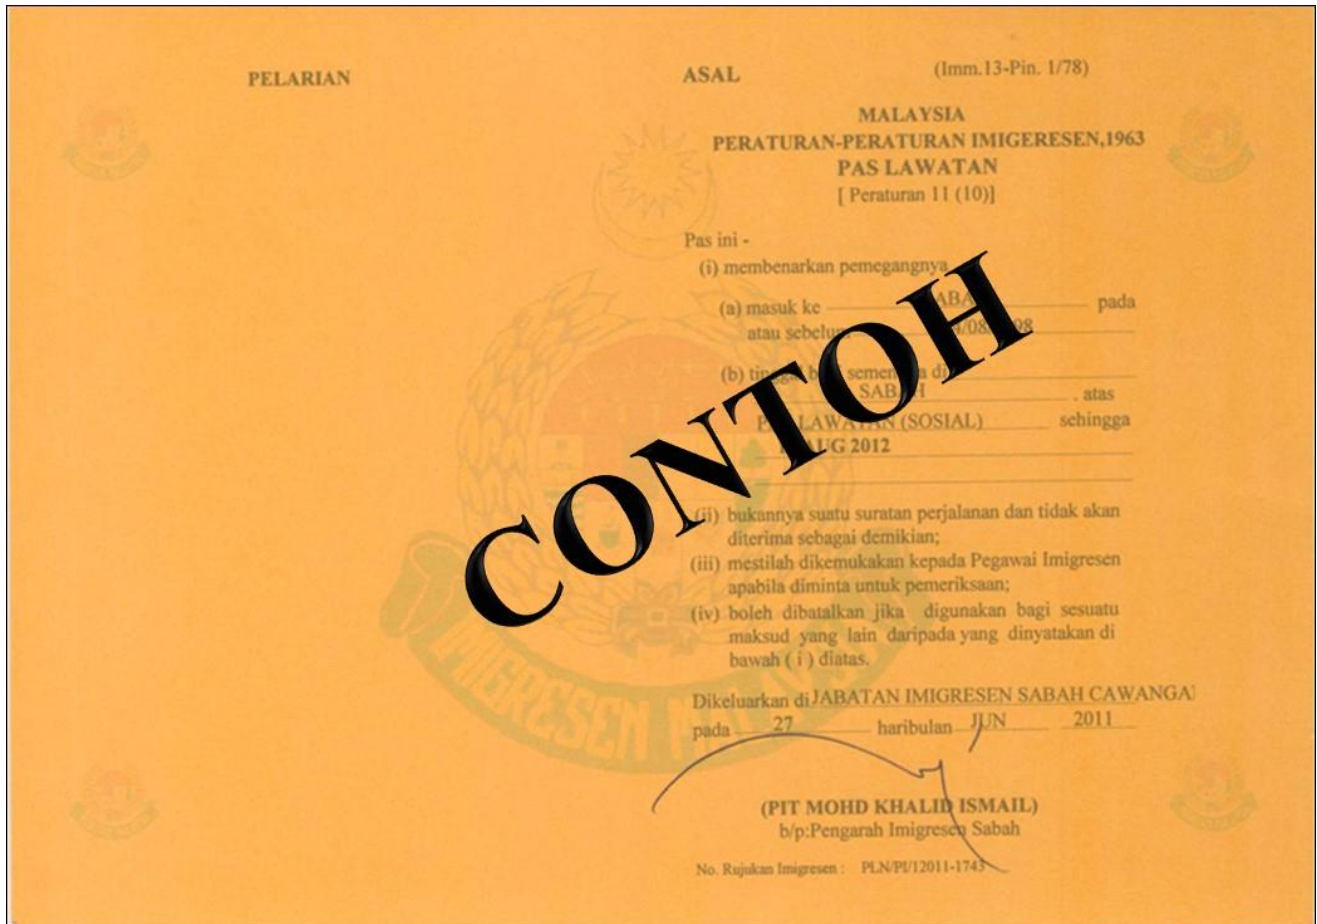 PELARIAN ASAL (Imm.13-Pin. 1/78)
MALAYSIA
PERATURAN-PERATURAN IMIGERESEN,1963
PAS LAWATAN
[ Peraturan 11 (10)]
Pas ini -
(i) membenarkan pemegangnya
(a) masuk ke pada
atau
(b) di
SABAH . atas
LAWATAN (SOSIAL) sehingga
AUG 2012
CONTOH
(ii) bukannya suatu suratan perjalanan dan tidak akan
diterima sebagai demikian;
(iii) mestilah dikemukakan kepada Pegawai Imigresen
apabila diminta untuk pemeriksaan;
(iv) boleh dibatalkan jika digunakan bagi sesuatu
maksud yang lain daripada yang dinyatakan di
bawah ( i ) diatas.
Dikeluarkan di JABATAN IMIGRESEN SABAH
pada 27 haribulan JUN 2011
(PIT MOHD KHALID ISMAIL)
b/p:Pengarah Imigresen Sabah
No. Rujukan Imigresen : PLN/PI/12011-1743